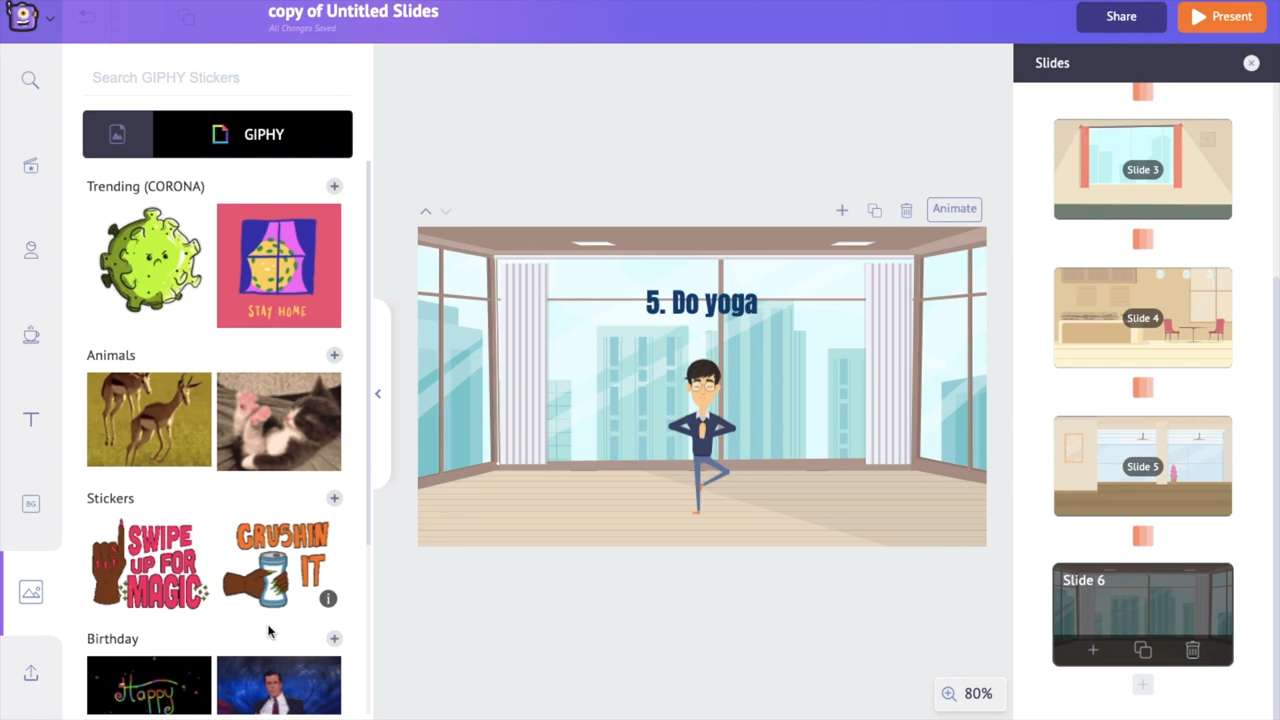 copy of Untitled Slides
All Changes Saved
Share
Present
Search GIPHY Stickers
GIPHY
Trending (CORONA)
STAY HOME
Animals
Stickers
SWIPE
UP FOR
MAGIC
CRUSHIN
IT
Birthday
Happy
T
BG
Animate
5. Do yoga
80%
Slides
Slide 3
Slide 4
Slide 5
Slide 6